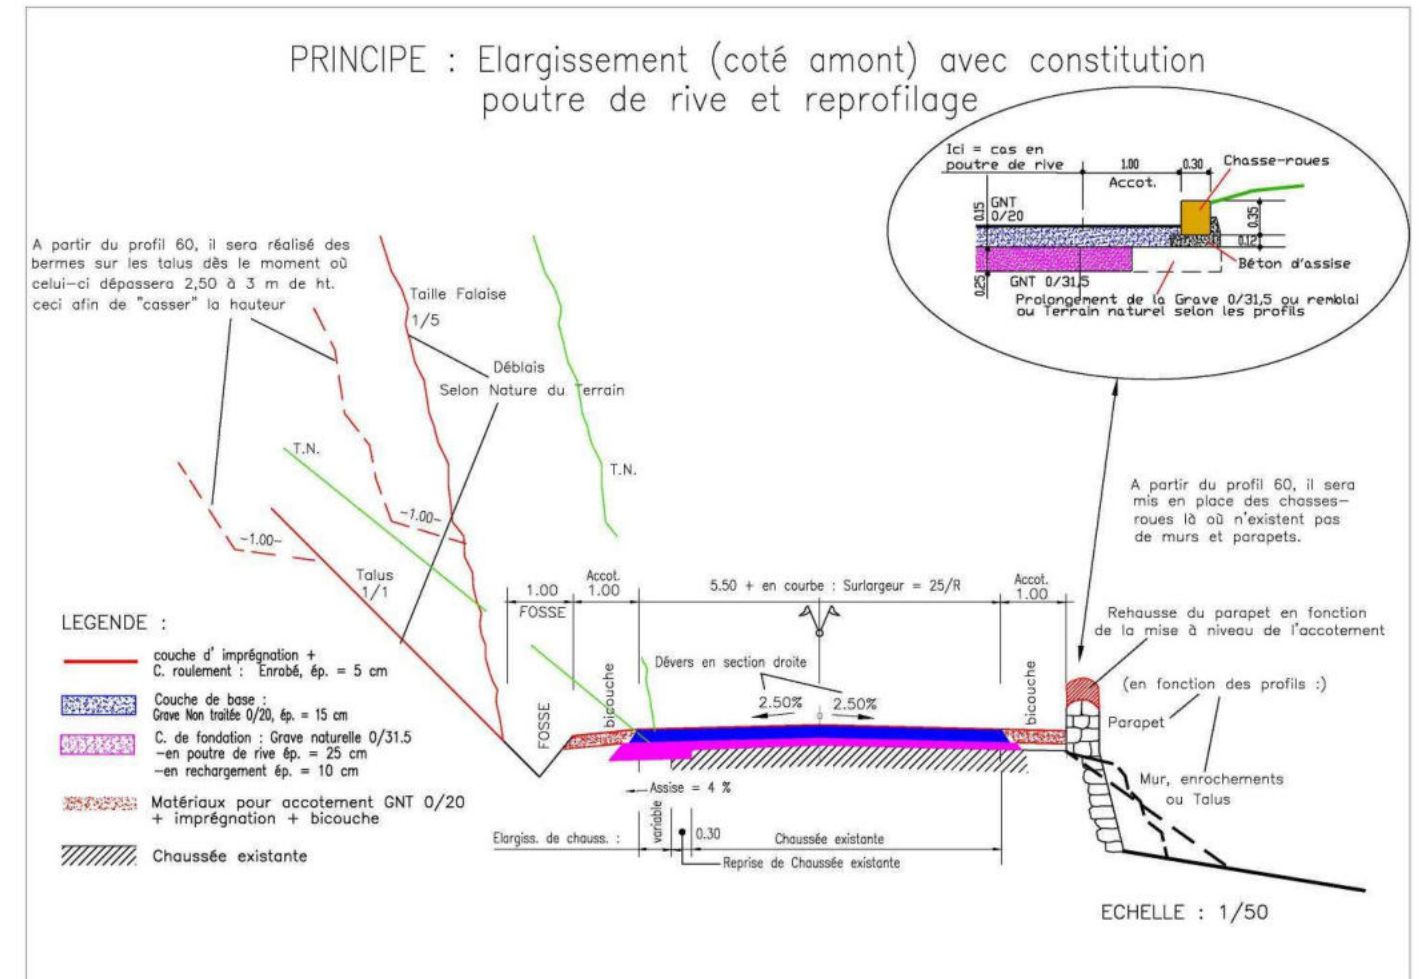 PRINCIPE : Elargissement (coté amont) avec constitution
poutre de rive et reprofilage
Ici = cas en
poutre de rive
1.00
0.30
Chasse-roues
Accot.
0.15
GNT
0/20
0.35
0.12
Béton d'assise
0.25
GNT 0/31,5
Prolongement de la Grave 0/31,5 ou remblai
ou Terrain naturel selon les profils
A partir du profil 60, il sera réalisé des
bermes sur les talus dès le moment où
celui-ci dépassera 2,50 à 3 m de ht.
ceci afin de "casser" la hauteur
Taille Falaise
1/5
Déblais
Selon Nature du Terrain
T.N.
T.N.
-1.00-
-1.00-
Talus
1/1
A partir du profil 60, il sera
mis en place des chasses-
roues là où n'existent pas
de murs et parapets.
1.00
FOSSE
Accot.
1.00
5.50 + en courbe : Surlargeur = 25/R
Accot.
1.00
Rehausse du parapet en fonction
de la mise à niveau de l'accotement
(en fonction des profils :)
Parapet
Mur, enrochements
ou Talus
FOSSE
bicouche
Dévers en section droite
2.50%
2.50%
bicouche
Assise = 4 %
Elargiss. de chauss. :
variable
0.30
Chaussée existante
Reprise de Chaussée existante
LEGENDE :
couche d' imprégnation +
C. roulement : Enrobé, ép. = 5 cm
Couche de base :
Grave Non traitée 0/20, ép. = 15 cm
C. de fondation : Grave naturelle 0/31.5
-en poutre de rive ép. = 25 cm
-en rechargement ép. = 10 cm
Matériaux pour accotement GNT 0/20
+ imprégnation + bicouche
Chaussée existante
ECHELLE : 1/50